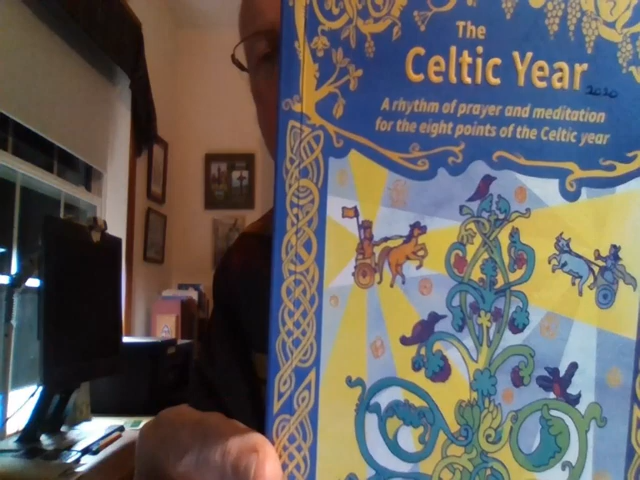 The
Celtic Year
2020
A rhythm of prayer and meditation
for the eight points of the Celtic year